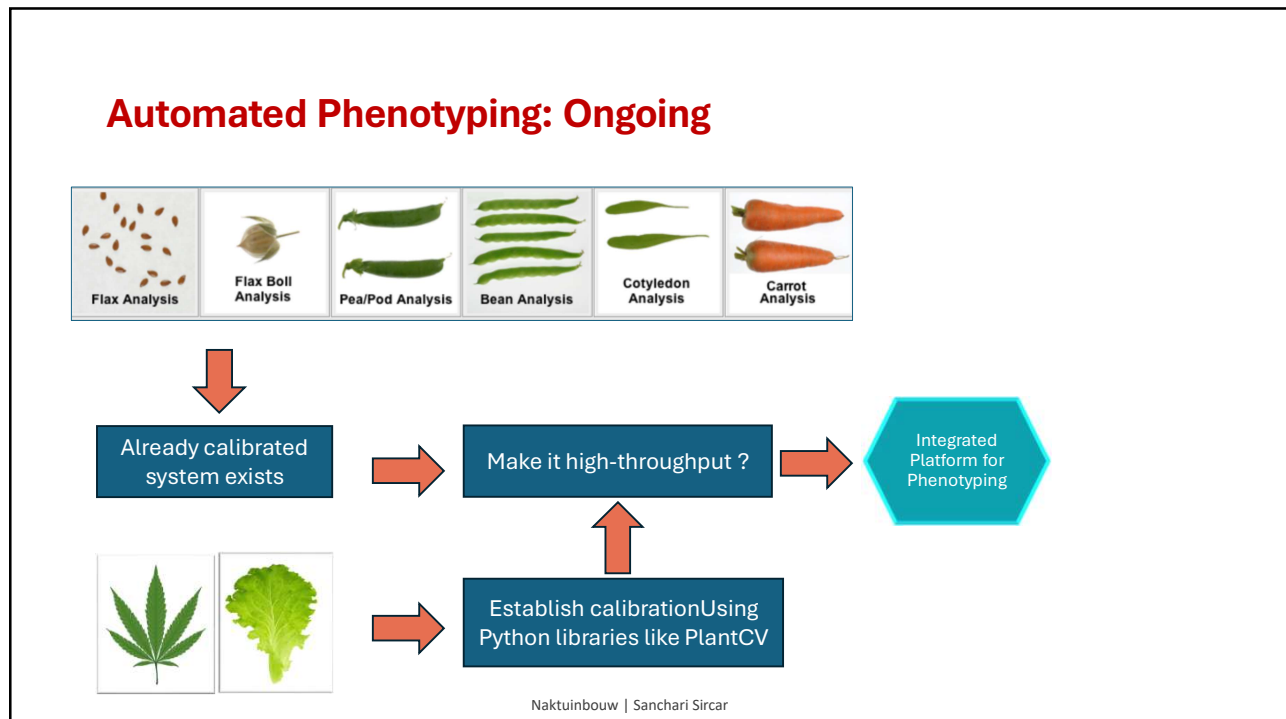 Automated Phenotyping: Ongoing
Flax Analysis
Flax Boll
Analysis
Pea/Pod Analysis
Bean Analysis
Cotyledon
Analysis
Carrot
Analysis
Already calibrated
system exists
Make it high-throughput ?
Integrated
Platform for
Phenotyping
Establish calibrationUsing
Python libraries like PlantCV
Naktuinbouw | Sanchari Sircar